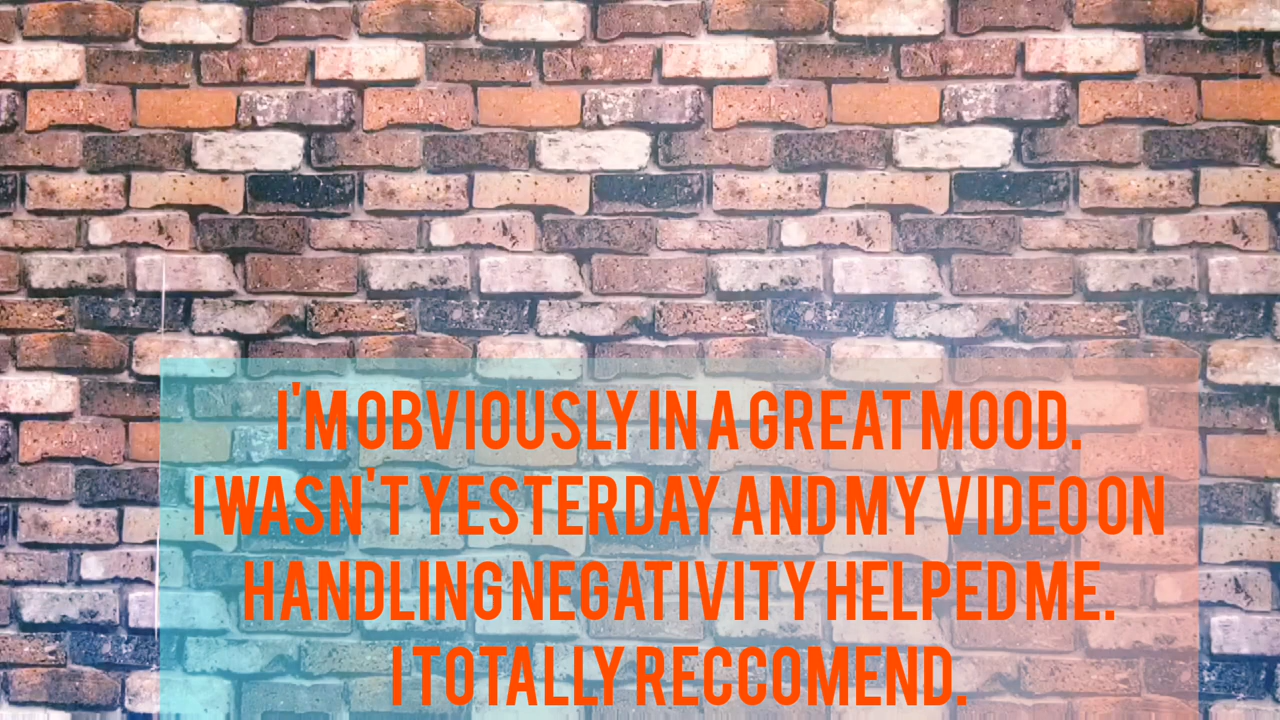 I'M OBVIOUSLY IN A GREAT MOOD.
I WASN'T YESTERDAY AND MY VIDEO ON
HANDLING NEGATIVITY HELPED ME.
I TOTALLY RECCOMEND.